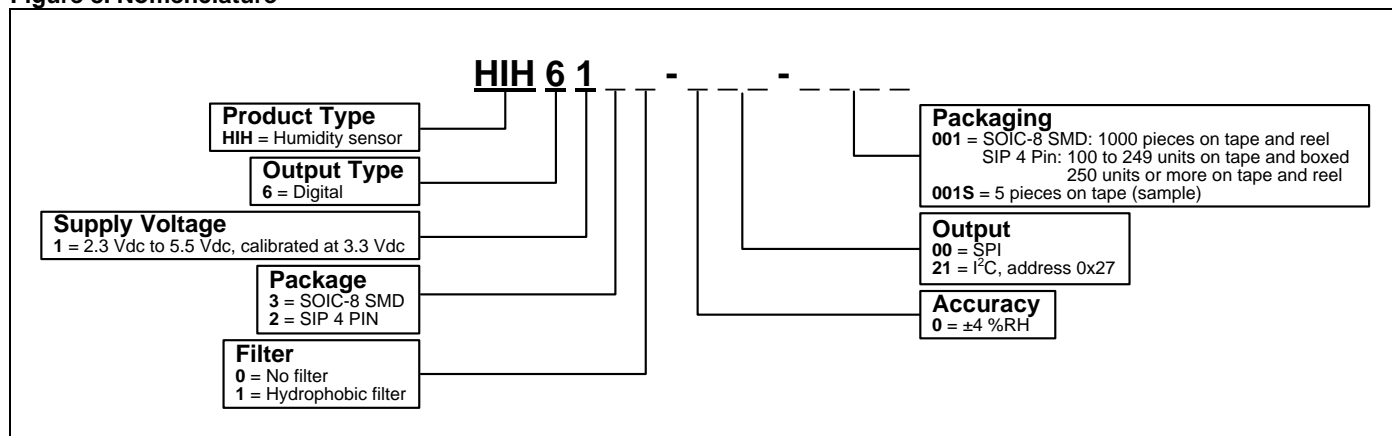 Figure 8. Nomenclature
HIH 6 1 _ _ - _ _ _ - _ _ _ _
Product Type
HIH = Humidity sensor
Output Type
6 = Digital
Supply Voltage
1 = 2.3 Vdc to 5.5 Vdc, calibrated at 3.3 Vdc
Package
3 = SOIC-8 SMD
2 = SIP 4 PIN
Filter
0 = No filter
1 = Hydrophobic filter
Packaging
001 = SOIC-8 SMD: 1000 pieces on tape and reel
SIP 4 Pin: 100 to 249 units on tape and boxed
250 units or more on tape and reel
001S = 5 pieces on tape (sample)
Output
00 = SPI
21 = I²C, address 0x27
Accuracy
0 = ±4 %RH